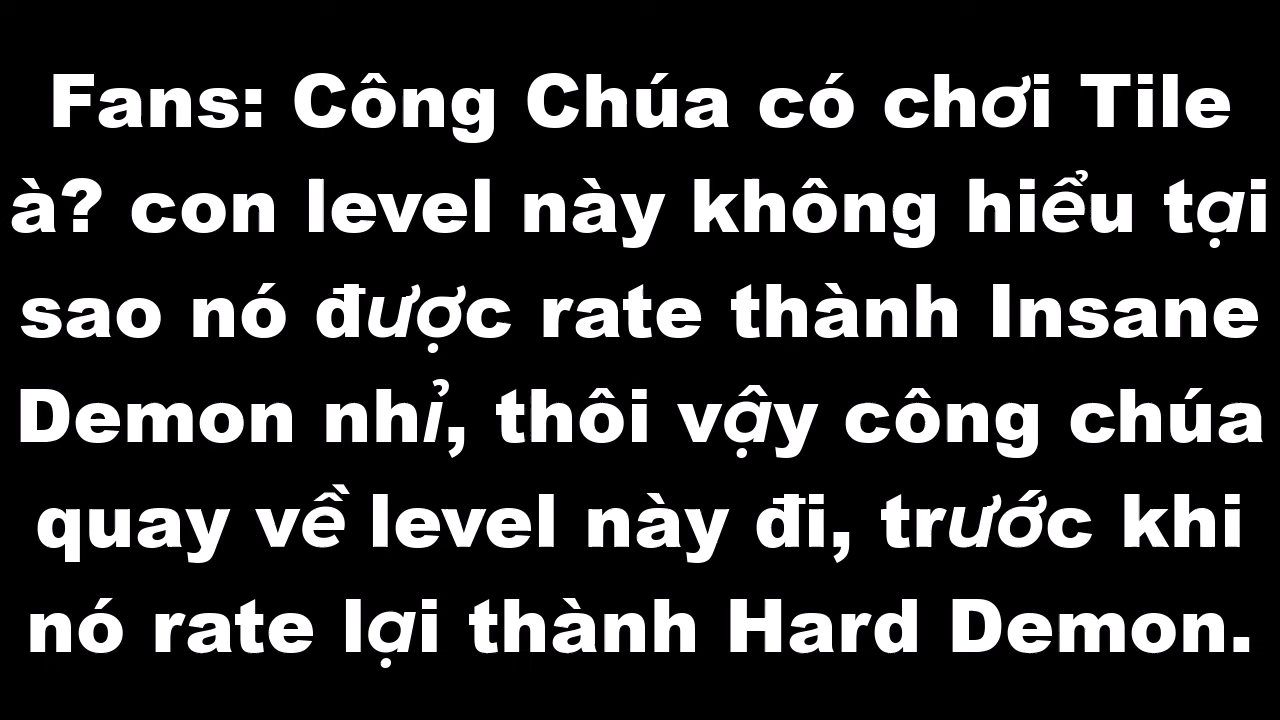 Fans: Công Chúa có chơi Tile
à? con level này không hiểu tại
sao nó được rate thành Insane
Demon nhỉ, thôi vậy công chúa
quay về level này đi, trước khi
nó rate lại thành Hard Demon.